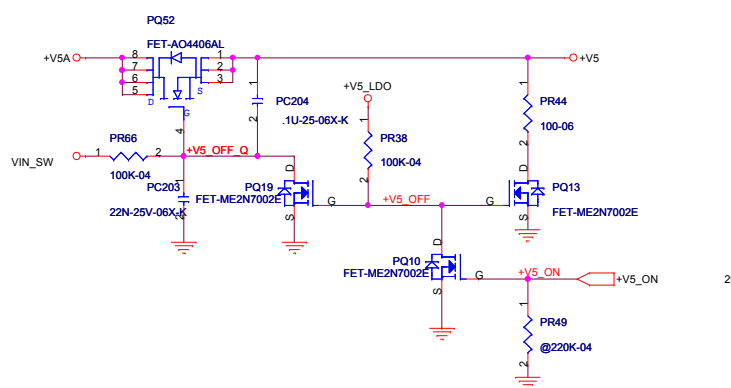 PQ52
FET-AO4406AL
+V5A
8
7
6
5
1
2
3
D
S
G
4
+V5
+V5_LDO
1
2
PC204
.1U-25-06X-K
1
2
PR38
100K-04
1
2
PR44
100-06
VIN_SW
1
PR66
2
100K-04
+V5_OFF_Q
PC203
22N-25V-06X-K
1
2
PQ19
FET-ME2N7002E
D
S
G
+V5_OFF
G
D
S
PQ13
FET-ME2N7002E
PQ10
FET-ME2N7002E
D
S
G
+V5_ON
+V5_ON
2
1
2
PR49
@220K-04